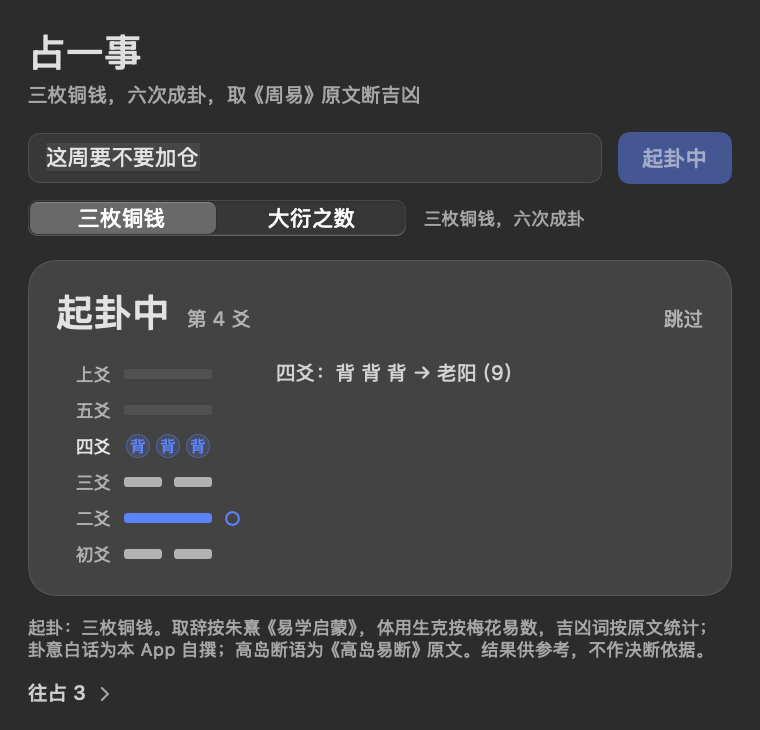 占一事
三枚铜钱，六次成卦，取《周易》原文断吉凶
这周要不要加仓
起卦中
三枚铜钱
大衍之数
三枚铜钱，六次成卦
起卦中 第 4 爻
跳过
上爻
四爻：背 背 背 → 老阳 (9)
五爻
四爻 背 背 背
三爻
二爻
初爻
起卦：三枚铜钱。取辞按朱熹《易学启蒙》，体用生克按梅花易数，吉凶词按原文统计；
卦意白话为本 App 自撰；高岛断语为《高岛易断》原文。结果供参考，不作决断依据。
往占 3